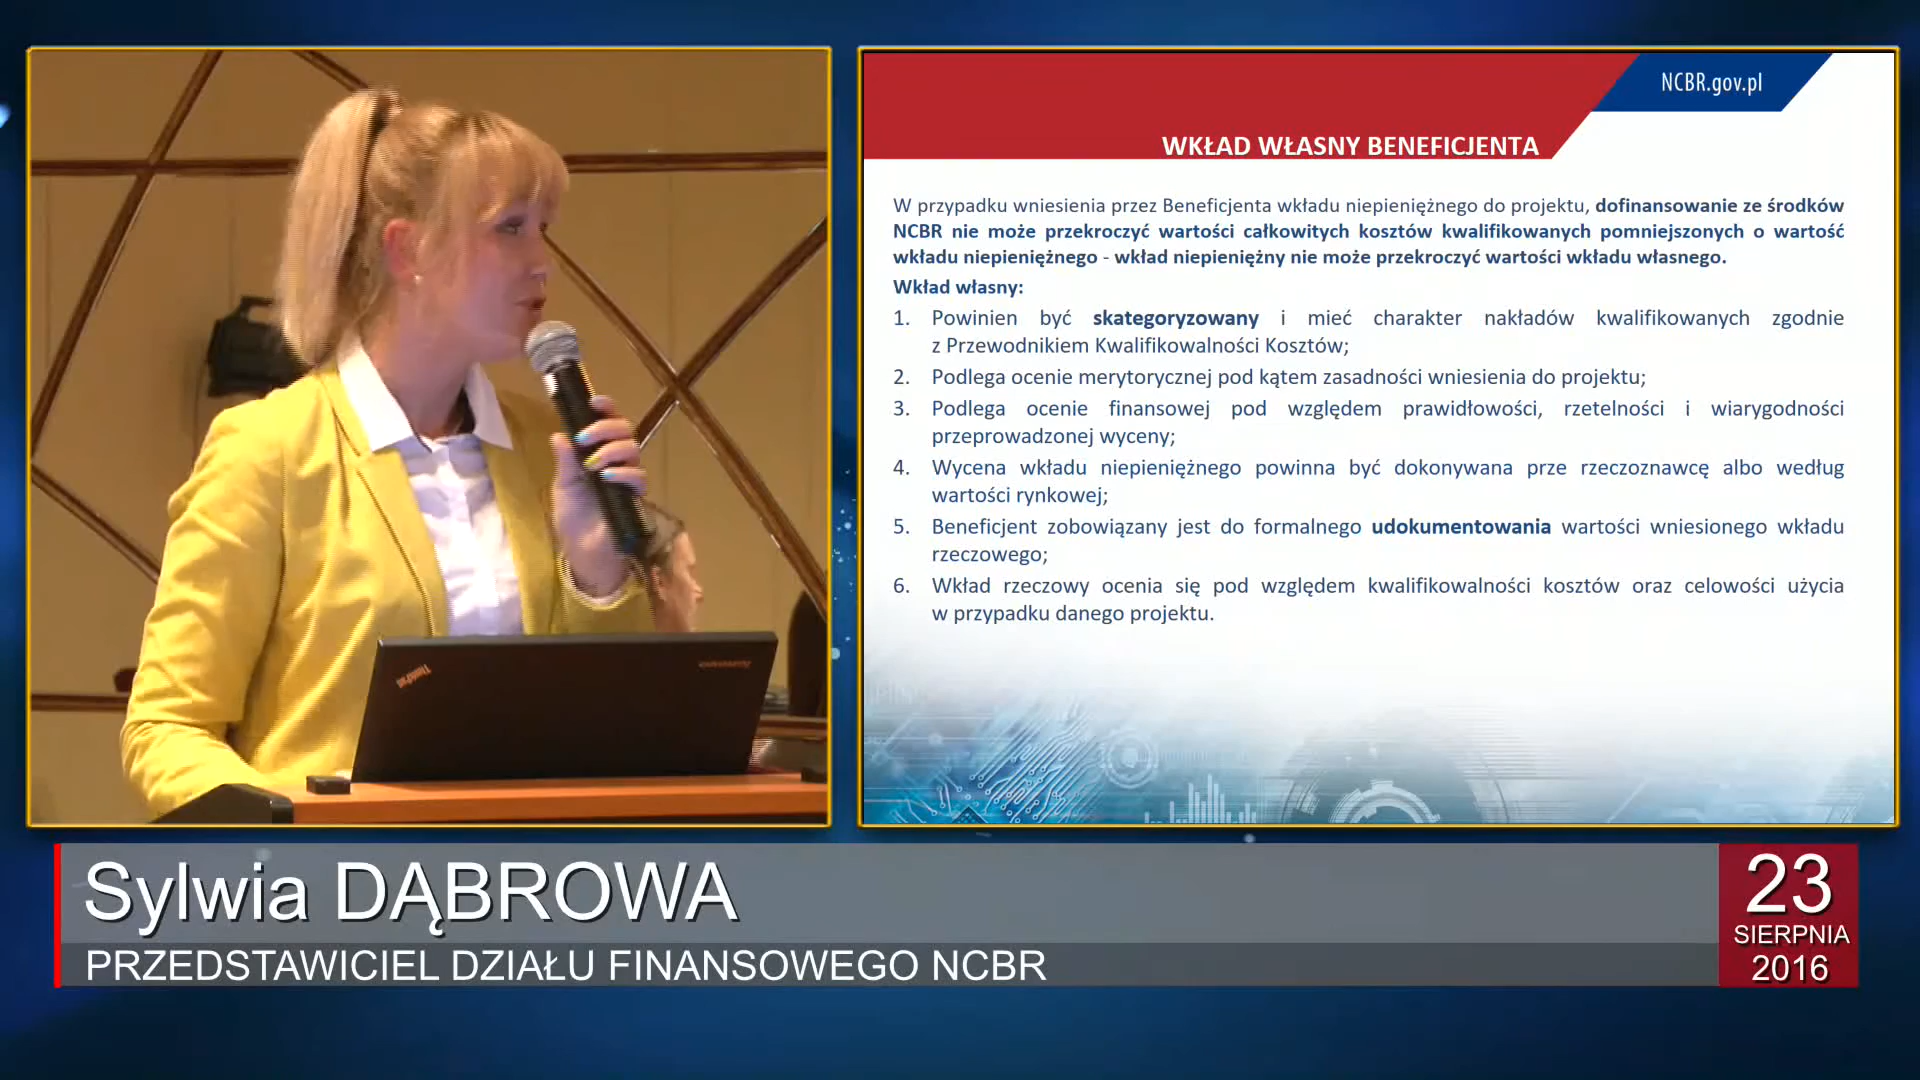 NCBR.gov.pl
WKŁAD WŁASNY BENEFICJENTA
W przypadku wniesienia przez Beneficjenta wkładu niepieniężnego do projektu, dofinansowanie ze środków
NCBR nie może przekroczyć wartości całkowitych kosztów kwalifikowanych pomniejszonych o wartość
wkładu niepieniężnego - wkład niepieniężny nie może przekroczyć wartości wkładu własnego.
Wkład własny:
1. Powinien być skategoryzowany i mieć charakter nakładów kwalifikowanych zgodnie
z Przewodnikiem Kwalifikowalności Kosztów;
2. Podlega ocenie merytorycznej pod kątem zasadności wniesienia do projektu;
3. Podlega ocenie finansowej pod względem prawidłowości, rzetelności i wiarygodności
przeprowadzonej wyceny;
4. Wycena wkładu niepieniężnego powinna być dokonywana prze rzeczoznawcę albo według
wartości rynkowej;
5. Beneficjent zobowiązany jest do formalnego udokumentowania wartości wniesionego wkładu
rzeczowego;
6. Wkład rzeczowy ocenia się pod względem kwalifikowalności kosztów oraz celowości użycia
w przypadku danego projektu.
ThinkPad
lenovo
Sylwia DĄBROWA
PRZEDSTAWICIEL DZIAŁU FINANSOWEGO NCBR
23
SIERPNIA
2016